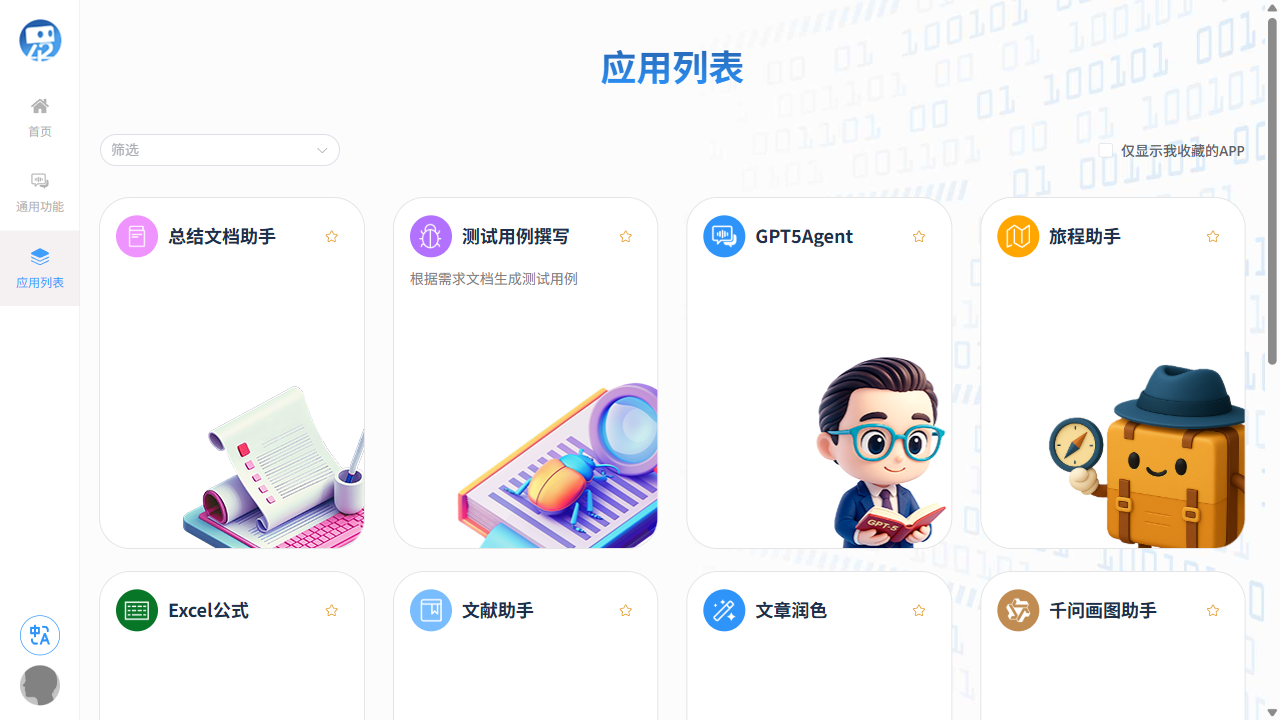 应用列表
首页
通用功能
应用列表
筛选
仅显示我收藏的APP
总结文档助手
测试用例撰写
根据需求文档生成测试用例
GPT5Agent
旅程助手
GPT-5
Excel公式
文献助手
文章润色
千问画图助手